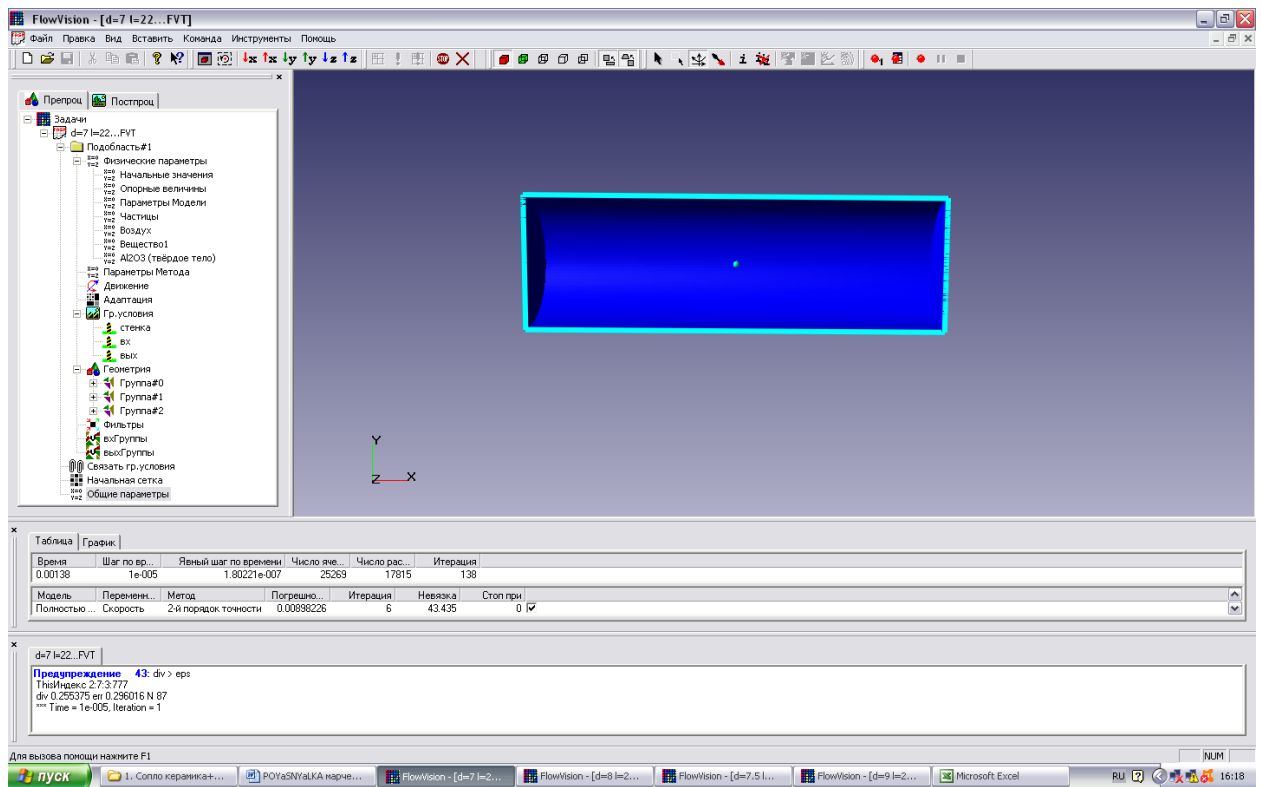 FlowVision - [d=7 l=22...FVT]
Файл Правка Вид Вставить Команда Инструменты Помощь
Препроц Постпроц
Задачи
d=7 l=22...FVT
Подобласть#1
Физические параметры
Начальные значения
Опорные величины
Параметры Модели
Частицы
Воздух
Вещество1
Al2O3 (твёрдое тело)
Параметры Метода
Движение
Адаптация
Гр.условия
стенка
вх
вых
Геометрия
Группа#0
Группа#1
Группа#2
Фильтры
вхГруппы
выхГруппы
Связать гр.условия
Начальная сетка
Общие параметры
Y
Z X
Таблица График
Время Шаг по вр... Явный шаг по времени Число яче... Число рас... Итерация
0.00138 1e-005 1.80221e-007 25269 17815 138
Модель Переменн... Метод Погрешно... Итерация Невязка Стоп при
Полностью ... Скорость 2-й порядок точности 0.00898226 6 43.435 0
d=7 l=22...FVT
Предупреждение 43: div > eps
ThisИндекс 2:7:3:777
div 0.255375 err 0.296016 N 87
*** Time = 1e-005, Iteration = 1
Для вызова помощи нажмите F1 NUM
пуск 1. Сопло керамика+... POYaSNYaLKA марче... FlowVision - [d=7 l=2... FlowVision - [d=8 l=2... FlowVision - [d=7.5 l... FlowVision - [d=9 l=2... Microsoft Excel RU 16:18